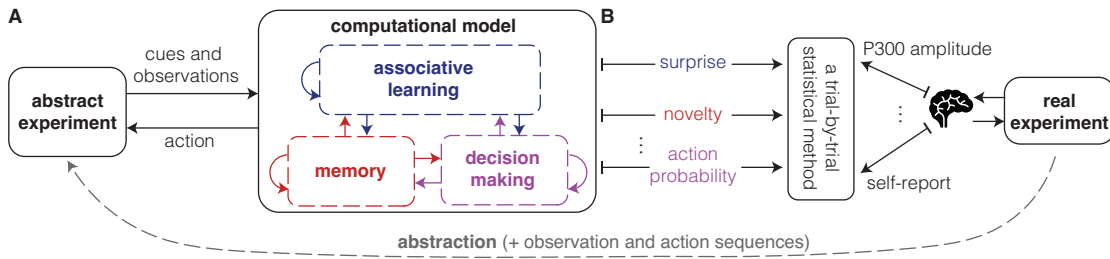 A
computational model
B
cues and
observations
abstract
experiment
action
associative
learning
memory
decision
making
surprise
novelty
⋮
action
probability
a trial-by-trial
statistical method
P300 amplitude
⋮
self-report
real
experiment
abstraction (+ observation and action sequences)